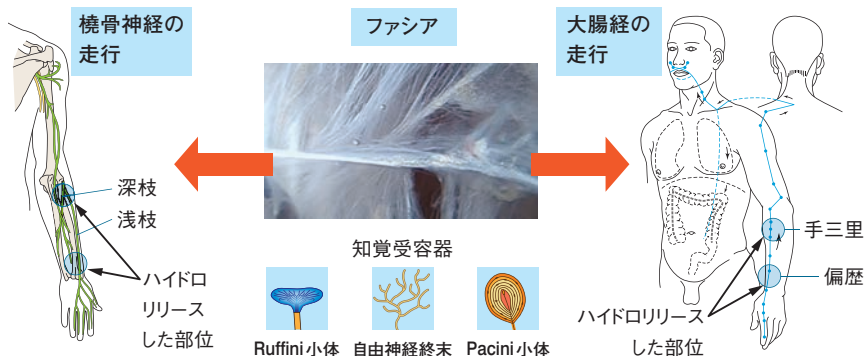 橈骨神経の
走行
ファシア
大腸経の
走行
深枝
浅枝
ハイドロ
リリース
した部位
知覚受容器
Ruffini小体
自由神経終末
Pacini小体
手三里
偏歴
ハイドロリリース
した部位